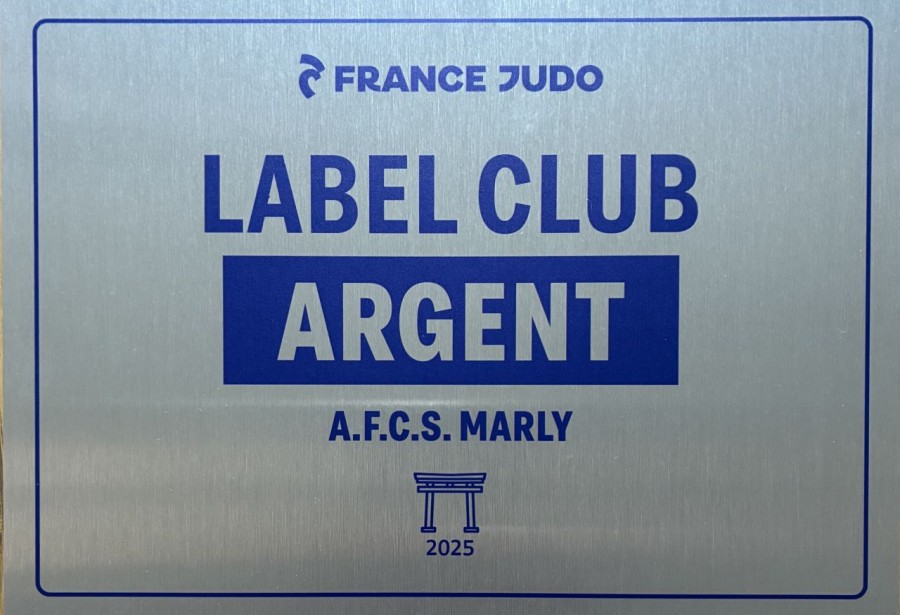 FRANCE JUDO
LABEL CLUB
ARGENT
A.F.C.S. MARLY
2025